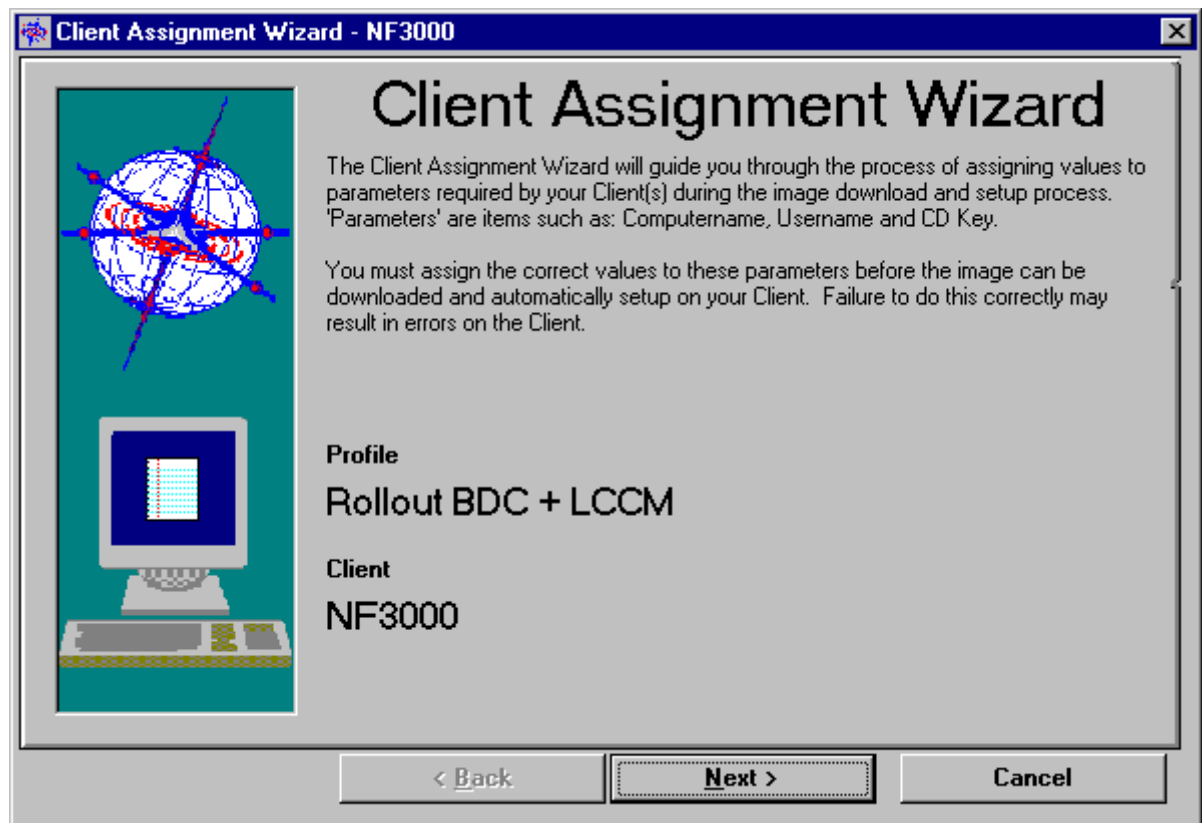 Client Assignment Wizard - NF3000
Client Assignment Wizard
The Client Assignment Wizard will guide you through the process of assigning values to
parameters required by your Client(s) during the image download and setup process.
'Parameters' are items such as: Computername, Username and CD Key.
You must assign the correct values to these parameters before the image can be
downloaded and automatically setup on your Client.  Failure to do this correctly may
result in errors on the Client.
Profile
Rollout BDC + LCCM
Client
NF3000
< Back
Next >
Cancel